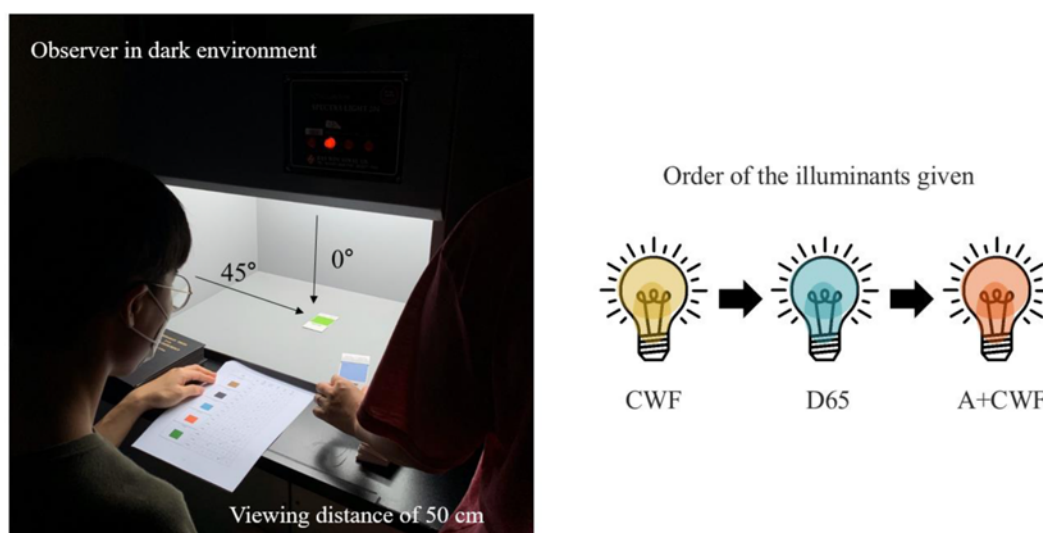 Observer in dark environment
0°
45°
Viewing distance of 50 cm
Order of the illuminants given
CWF
D65
A+CWF